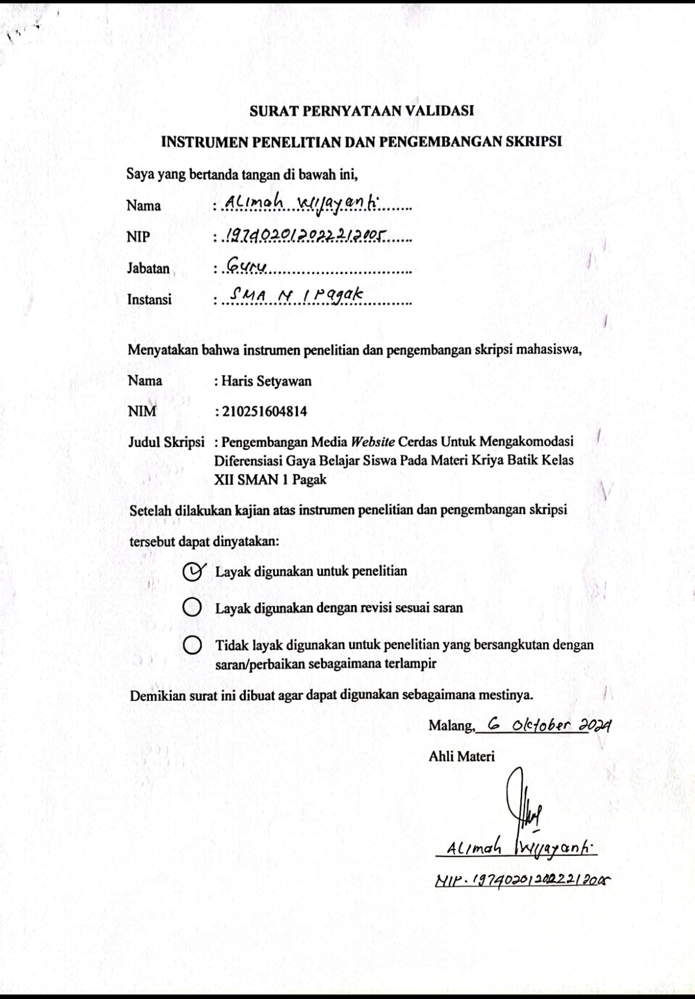 SURAT PERNYATAAN VALIDASI
INSTRUMEN PENELITIAN DAN PENGEMBANGAN SKRIPSI
Saya yang bertanda tangan di bawah ini,
Nama : Alimah Wijayanti
NIP : 197402012022212005
Jabatan : Guru
Instansi : SMA N 1 Pagak
Menyatakan bahwa instrumen penelitian dan pengembangan skripsi mahasiswa,
Nama : Haris Setyawan
NIM : 210251604814
Judul Skripsi : Pengembangan Media Website Cerdas Untuk Mengakomodasi
Diferensiasi Gaya Belajar Siswa Pada Materi Kriya Batik Kelas
XII SMAN 1 Pagak
Setelah dilakukan kajian atas instrumen penelitian dan pengembangan skripsi
tersebut dapat dinyatakan:
Layak digunakan untuk penelitian
Layak digunakan dengan revisi sesuai saran
Tidak layak digunakan untuk penelitian yang bersangkutan dengan
saran/perbaikan sebagaimana terlampir
Demikian surat ini dibuat agar dapat digunakan sebagaimana mestinya.
Malang, 6 Oktober 2024
Ahli Materi
Alimah Wijayanti
NIP. 197402012022212005